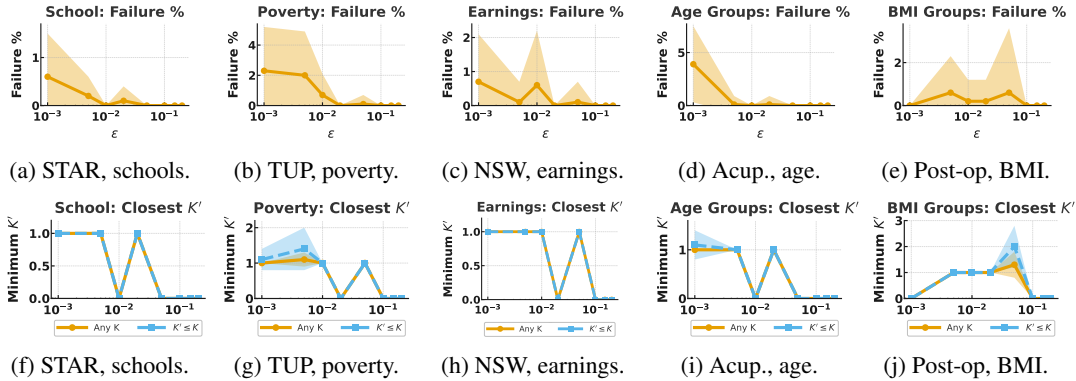 School: Failure %
Poverty: Failure %
Earnings: Failure %
Age Groups: Failure %
BMI Groups: Failure %
Failure %
1
0
10⁻³ 10⁻² 10⁻¹
ε
Failure %
4
2
0
10⁻³ 10⁻² 10⁻¹
ε
Failure %
2
1
0
10⁻³ 10⁻² 10⁻¹
ε
Failure %
5
0
10⁻³ 10⁻² 10⁻¹
ε
Failure %
2
0
10⁻³ 10⁻² 10⁻¹
ε
(a) STAR, schools.
(b) TUP, poverty.
(c) NSW, earnings.
(d) Acup., age.
(e) Post-op, BMI.
School: Closest K′
Poverty: Closest K′
Earnings: Closest K′
Age Groups: Closest K′
BMI Groups: Closest K′
Minimum K′
1.0
0.5
0.0
10⁻³ 10⁻² 10⁻¹
Any K K′ ≤ K
Minimum K′
2
1
0
10⁻³ 10⁻² 10⁻¹
Any K K′ ≤ K
Minimum K′
1.0
0.5
0.0
10⁻³ 10⁻² 10⁻¹
Any K K′ ≤ K
Minimum K′
1
0
10⁻³ 10⁻² 10⁻¹
Any K K′ ≤ K
Minimum K′
3
2
1
0
10⁻³ 10⁻² 10⁻¹
Any K K′ ≤ K
(f) STAR, schools.
(g) TUP, poverty.
(h) NSW, earnings.
(i) Acup., age.
(j) Post-op, BMI.